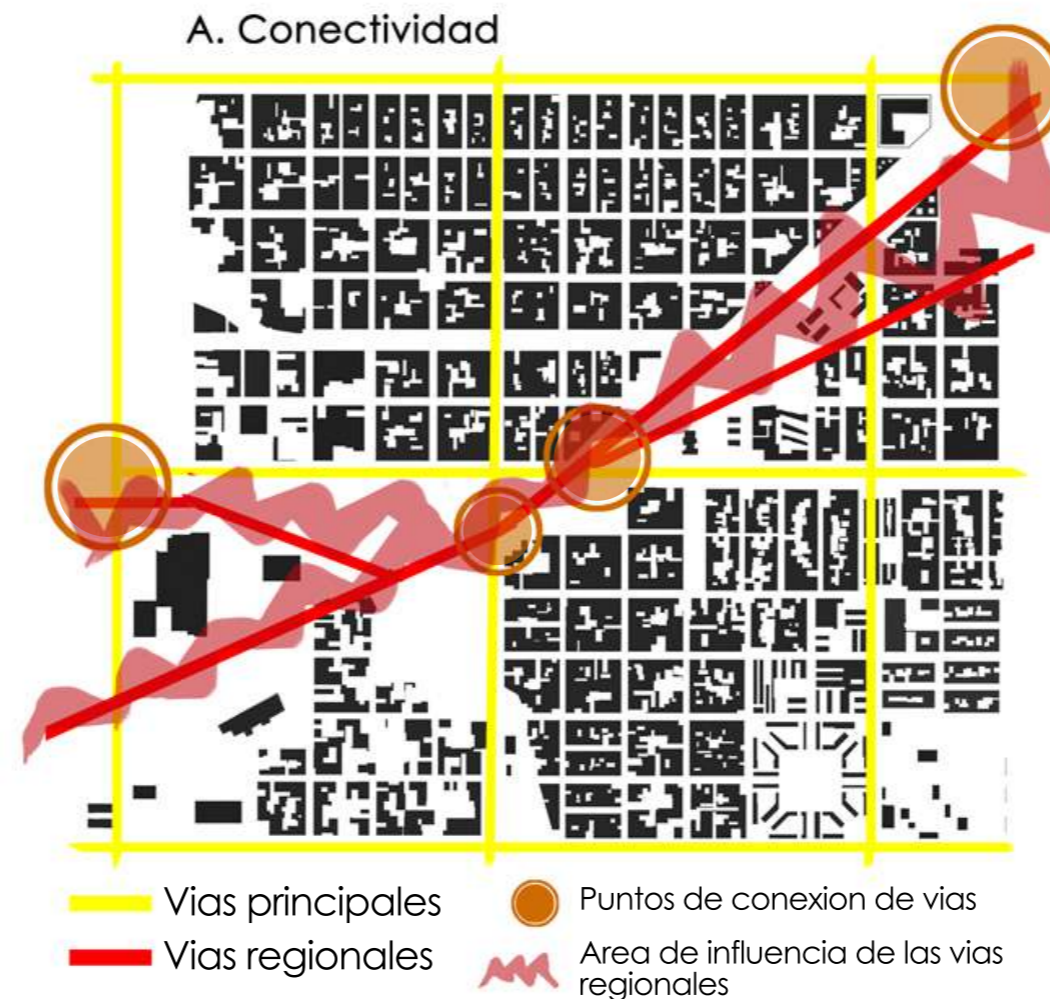 A. Conectividad
Vias principales
Puntos de conexion de vias
Vias regionales
Area de influencia de las vias
regionales